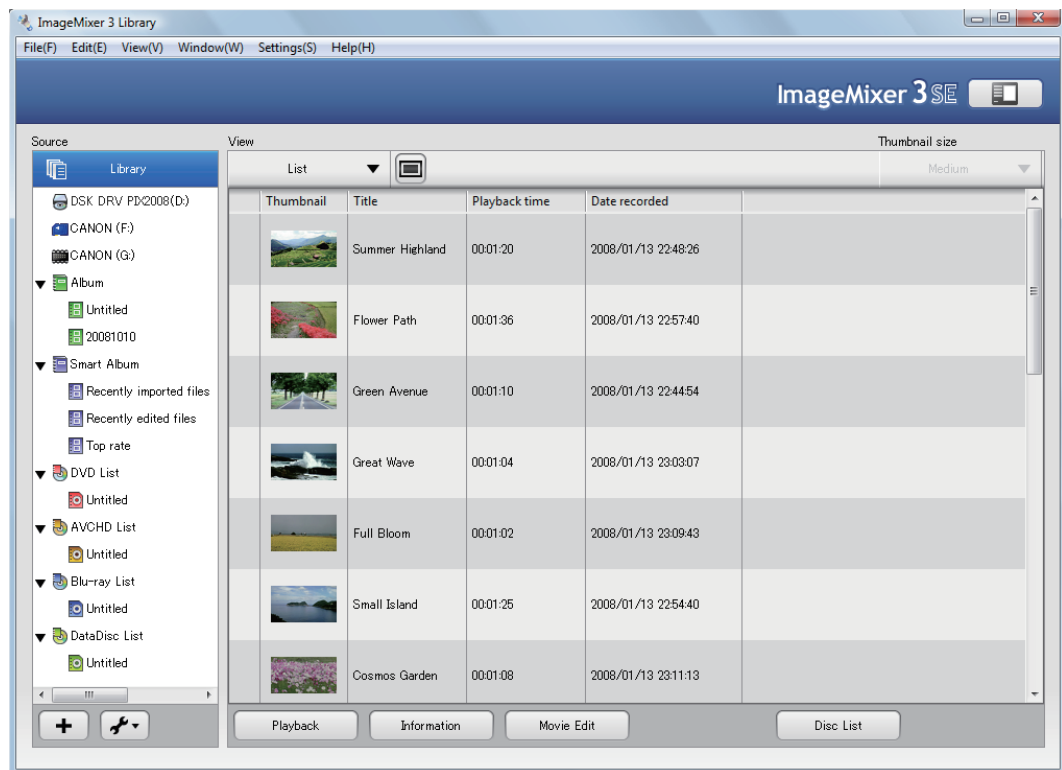 ImageMixer 3 Library
File(F) Edit(E) View(V) Window(W) Settings(S) Help(H)
ImageMixer 3 SE
Source
Library
DSK DRV PIX2008(D:)
CANON (F:)
CANON (G:)
Album
Untitled
20081010
Smart Album
Recently imported files
Recently edited files
Top rate
DVD List
Untitled
AVCHD List
Untitled
Blu-ray List
Untitled
DataDisc List
Untitled
View
Thumbnail size
List
Medium
Thumbnail Title Playback time Date recorded
Summer Highland 00:01:20 2008/01/13 22:48:26
Flower Path 00:01:36 2008/01/13 22:57:40
Green Avenue 00:01:10 2008/01/13 22:44:54
Great Wave 00:01:04 2008/01/13 23:03:07
Full Bloom 00:01:02 2008/01/13 23:09:43
Small Island 00:01:25 2008/01/13 22:54:40
Cosmos Garden 00:01:08 2008/01/13 23:11:13
Playback Information Movie Edit Disc List